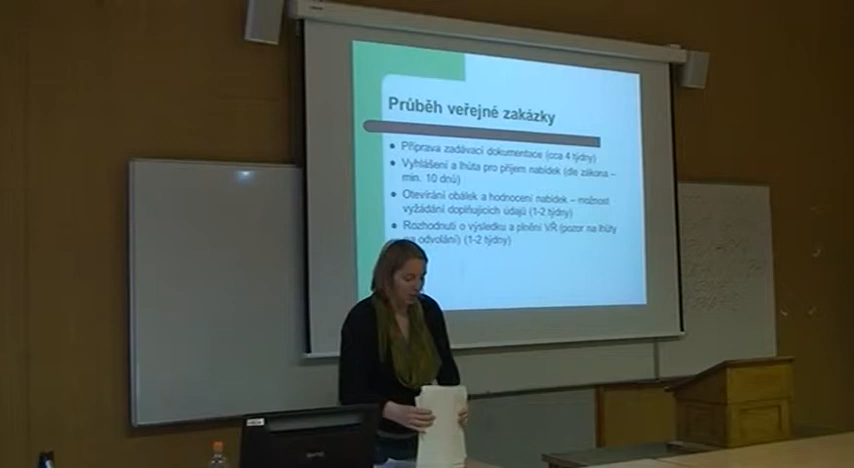 Průběh veřejné zakázky
Příprava zadávací dokumentace (cca 4 týdny)
Vyhlášení a lhůta pro příjem nabídek (dle zákona –
min. 10 dnů)
Otevírání obálek a hodnocení nabídek – možnost
vyžádání doplňujících údajů (1-2 týdny)
Rozhodnutí o výsledku a plnění VŘ (pozor na lhůty
na odvolání) (1-2 týdny)